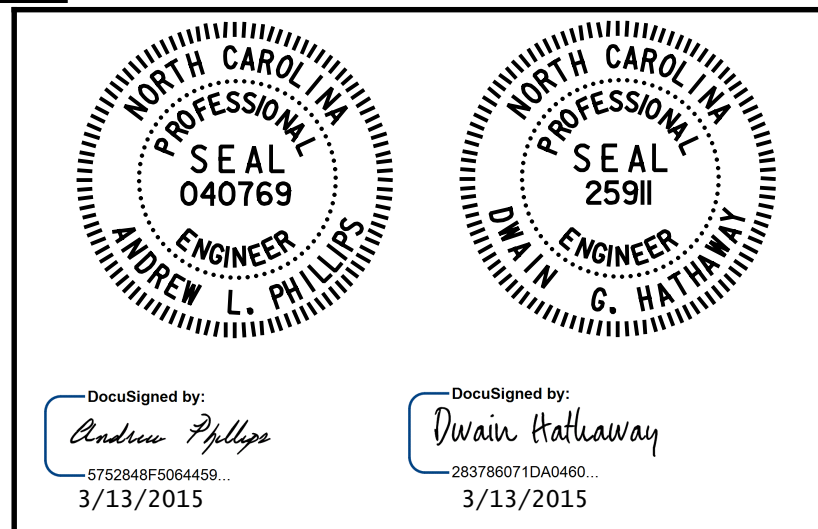 NORTH CAROLINA
PROFESSIONAL
SEAL
040769
ENGINEER
ANDREW L. PHILLIPS
NORTH CAROLINA
PROFESSIONAL
SEAL
25911
ENGINEER
DWAIN G. HATHAWAY
DocuSigned by:
Andrew Phillips
5752848F5064459...
3/13/2015
DocuSigned by:
Dwain Hathaway
283786071DA0460...
3/13/2015